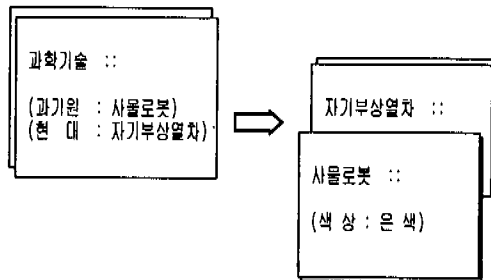 과학기술 ::
(과기원 : 사물로봇)
(현 대 : 자기부상열차)
자기부상열차 ::
사물로봇 ::
(색 상 : 은 색)